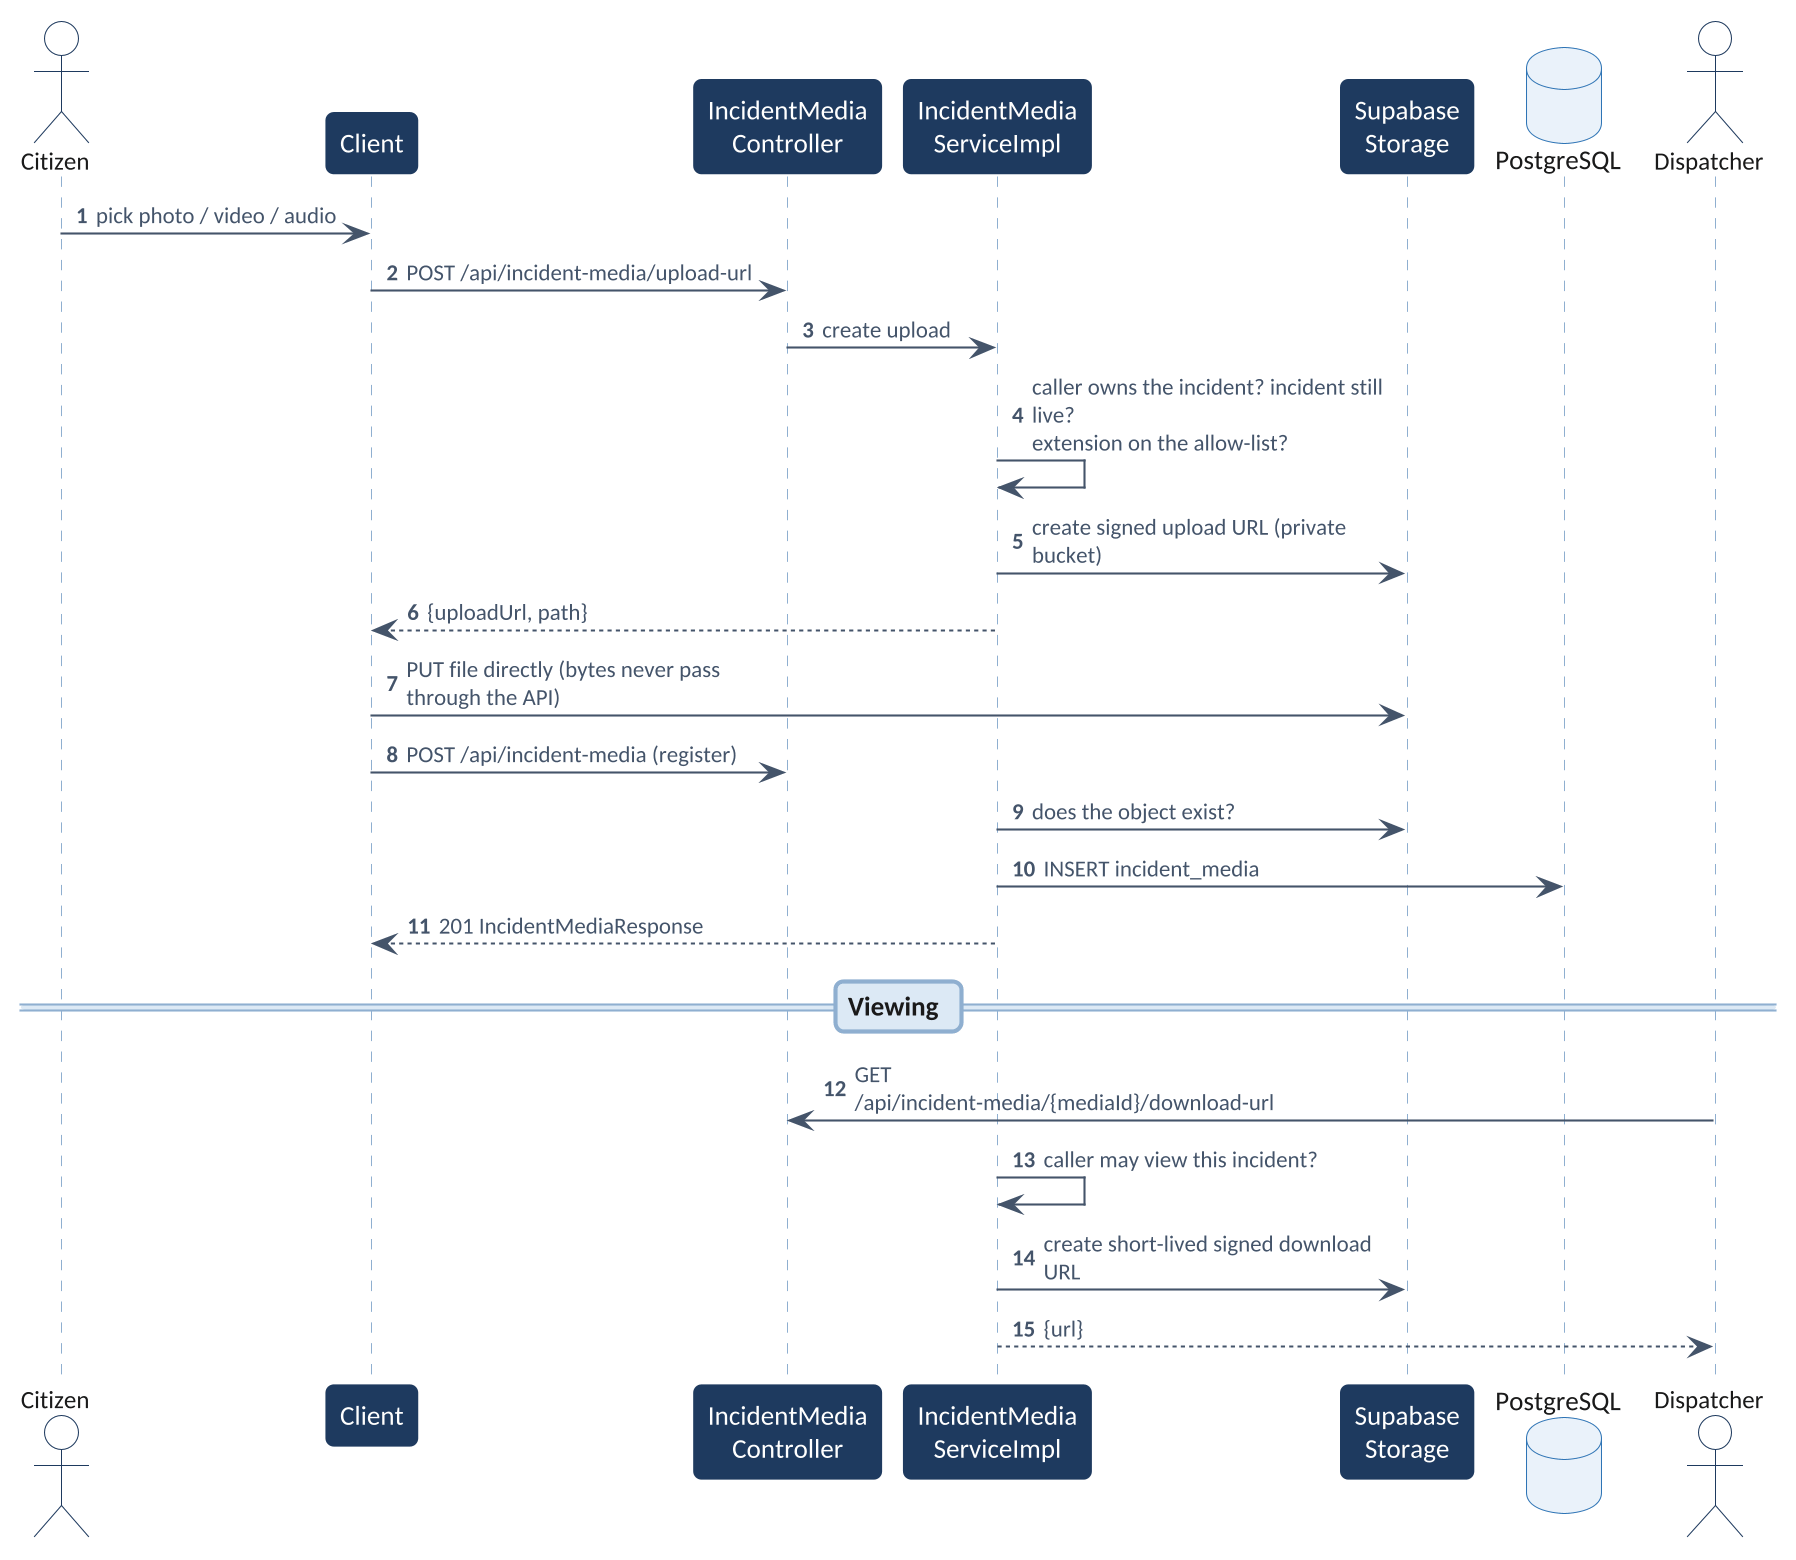 Citizen
Client
IncidentMedia
Controller
IncidentMedia
ServiceImpl
Supabase
Storage
PostgreSQL
Dispatcher
1 pick photo / video / audio
2 POST /api/incident-media/upload-url
3 create upload
caller owns the incident? incident still
4 live?
extension on the allow-list?
5 create signed upload URL (private
bucket)
6 {uploadUrl, path}
7 PUT file directly (bytes never pass
through the API)
8 POST /api/incident-media (register)
9 does the object exist?
10 INSERT incident_media
11 201 IncidentMediaResponse
Viewing
12 GET
/api/incident-media/{mediaId}/download-url
13 caller may view this incident?
14 create short-lived signed download
URL
15 {url}
Citizen
Client
IncidentMedia
Controller
IncidentMedia
ServiceImpl
Supabase
Storage
PostgreSQL
Dispatcher